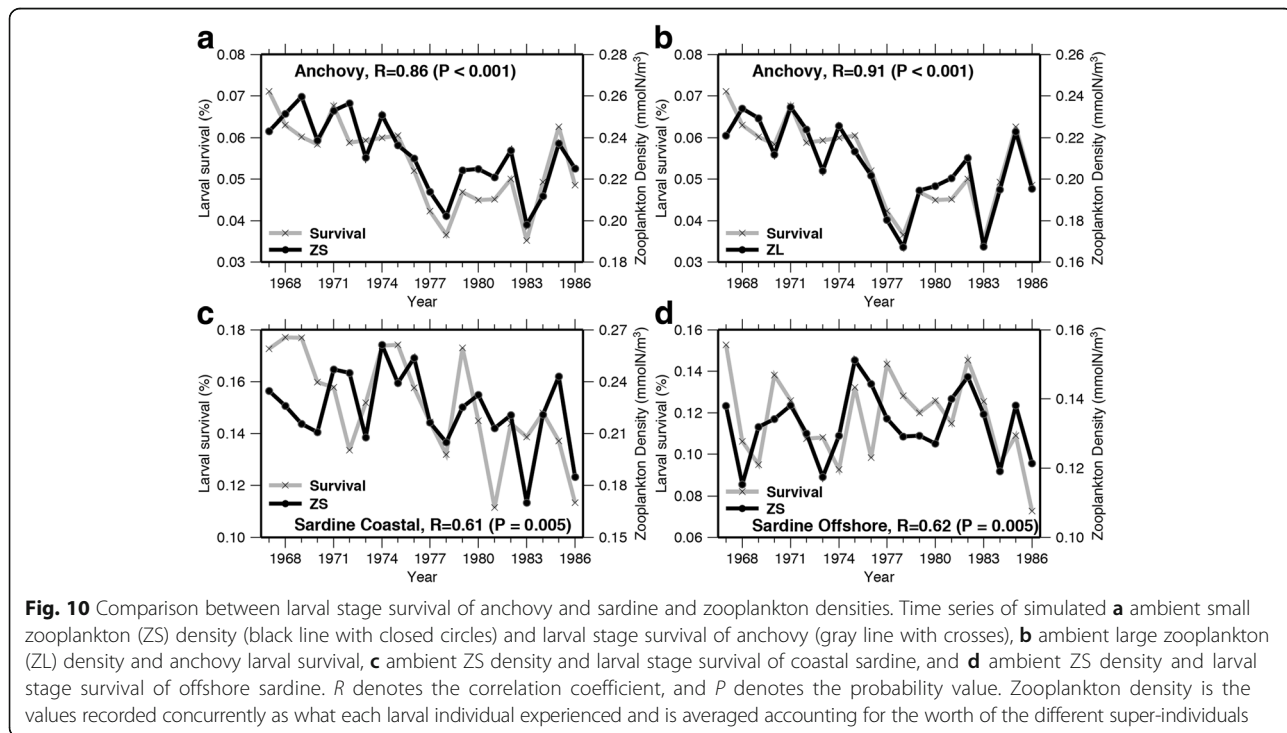 a
b
0.08 0.28 0.08 0.26
Anchovy, R=0.86 (P < 0.001)
Anchovy, R=0.91 (P < 0.001)
0.07 0.26 0.07 0.24
0.06 0.24 0.06 0.22
0.05 0.22 0.05 0.20
0.04 0.20 0.04 0.18
0.03 0.18 0.03 0.16
Larval survival (%)
Zooplankton Density (mmolN/m³)
Larval survival (%)
Zooplankton Density (mmolN/m³)
Survival
ZS
Survival
ZL
1968 1971 1974 1977 1980 1983 1986
Year
1968 1971 1974 1977 1980 1983 1986
Year
c
d
0.18 0.27 0.16 0.16
0.16 0.24 0.14
0.14 0.21 0.12 0.14
0.12 0.18 0.10 0.12
0.10 0.15 0.08
0.06 0.10
Larval survival (%)
Zooplankton Density (mmolN/m³)
Larval survival (%)
Zooplankton Density (mmolN/m³)
Survival
ZS
Sardine Coastal, R=0.61 (P = 0.005)
Survival
ZS
Sardine Offshore, R=0.62 (P = 0.005)
1968 1971 1974 1977 1980 1983 1986
Year
1968 1971 1974 1977 1980 1983 1986
Year
Fig. 10 Comparison between larval stage survival of anchovy and sardine and zooplankton densities. Time series of simulated a ambient small
zooplankton (ZS) density (black line with closed circles) and larval stage survival of anchovy (gray line with crosses), b ambient large zooplankton
(ZL) density and anchovy larval survival, c ambient ZS density and larval stage survival of coastal sardine, and d ambient ZS density and larval
stage survival of offshore sardine. R denotes the correlation coefficient, and P denotes the probability value. Zooplankton density is the
values recorded concurrently as what each larval individual experienced and is averaged accounting for the worth of the different super-individuals